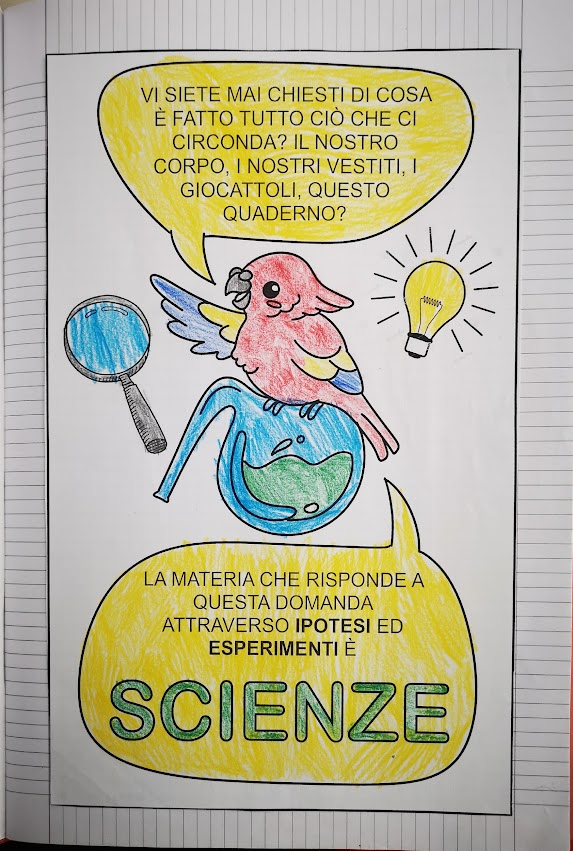 VI SIETE MAI CHIESTI DI COSA
È FATTO TUTTO CIÒ CHE CI
CIRCONDA? IL NOSTRO
CORPO, I NOSTRI VESTITI, I
GIOCATTOLI, QUESTO
QUADERNO?
LA MATERIA CHE RISPONDE A
QUESTA DOMANDA
ATTRAVERSO IPOTESI ED
ESPERIMENTI È
SCIENZE